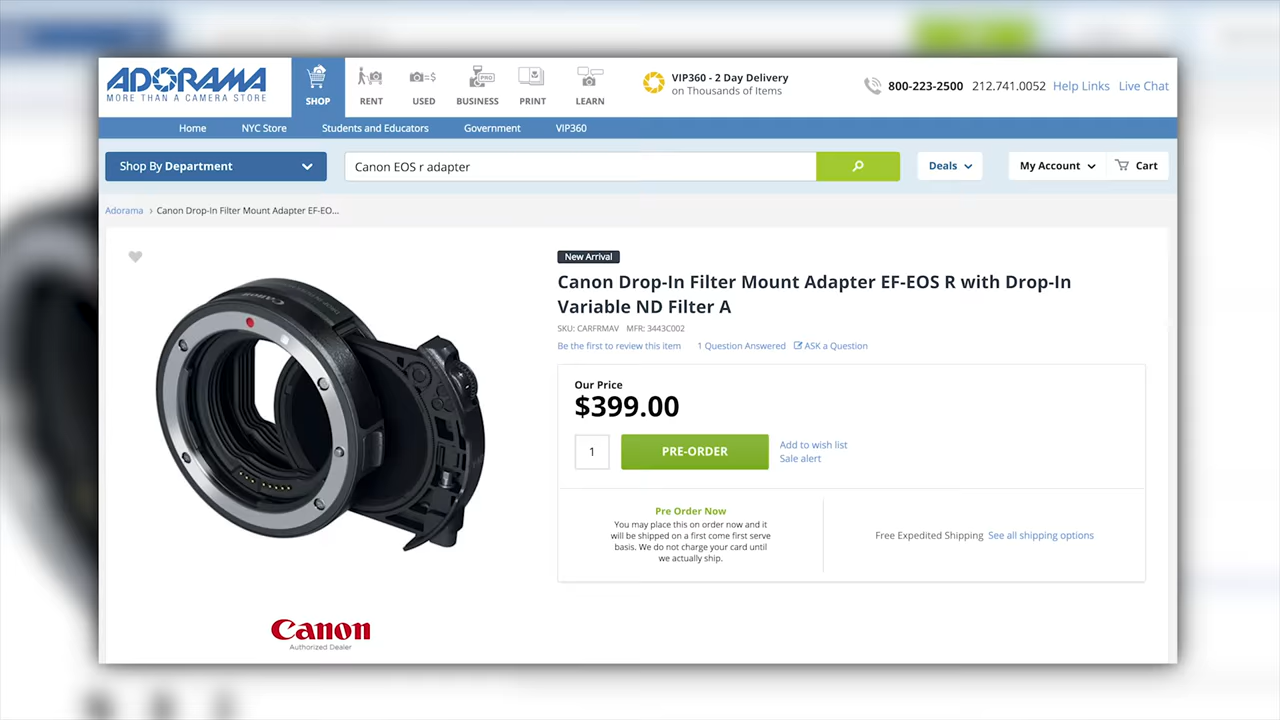 ADORAMA
MORE THAN A CAMERA STORE
SHOP
RENT
USED
BUSINESS
PRINT
LEARN
VIP360 - 2 Day Delivery
on Thousands of Items
800-223-2500 212.741.0052 Help Links Live Chat
Home NYC Store Students and Educators Government VIP360
Shop By Department
Canon EOS r adapter
Deals
My Account
Cart
Adorama › Canon Drop-In Filter Mount Adapter EF-EO...
New Arrival
Canon Drop-In Filter Mount Adapter EF-EOS R with Drop-In
Variable ND Filter A
SKU: CARFRMAV MFR: 3443C002
Be the first to review this item 1 Question Answered ASK a Question
Our Price
$399.00
1
PRE-ORDER
Add to wish list
Sale alert
Pre Order Now
You may place this on order now and it
will be shipped on a first come first serve
basis. We do not charge your card until
we actually ship.
Free Expedited Shipping See all shipping options
Canon
Canon
Authorized Dealer